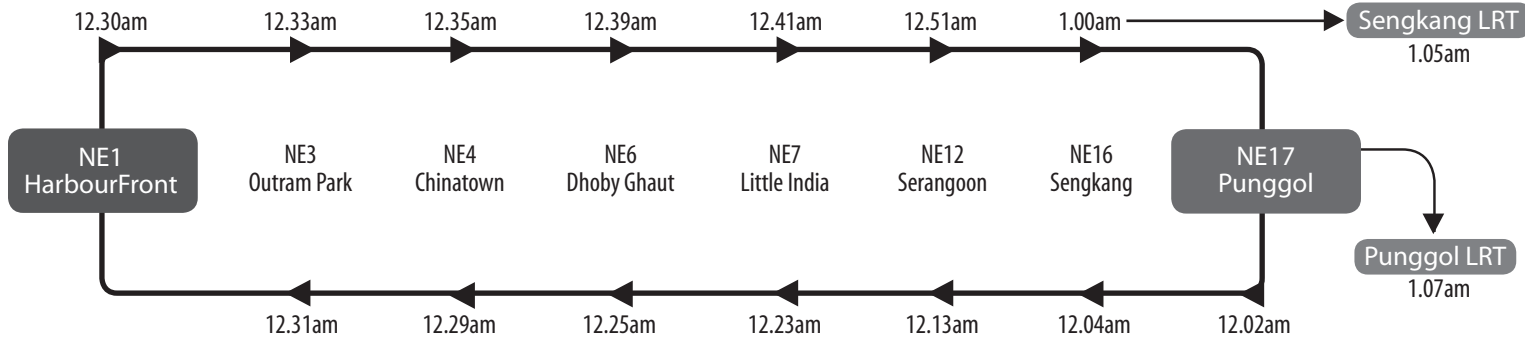 12.30am
12.33am
12.35am
12.39am
12.41am
12.51am
1.00am
Sengkang LRT
1.05am
NE1
HarbourFront
NE3
Outram Park
NE4
Chinatown
NE6
Dhoby Ghaut
NE7
Little India
NE12
Serangoon
NE16
Sengkang
NE17
Punggol
Punggol LRT
1.07am
12.31am
12.29am
12.25am
12.23am
12.13am
12.04am
12.02am